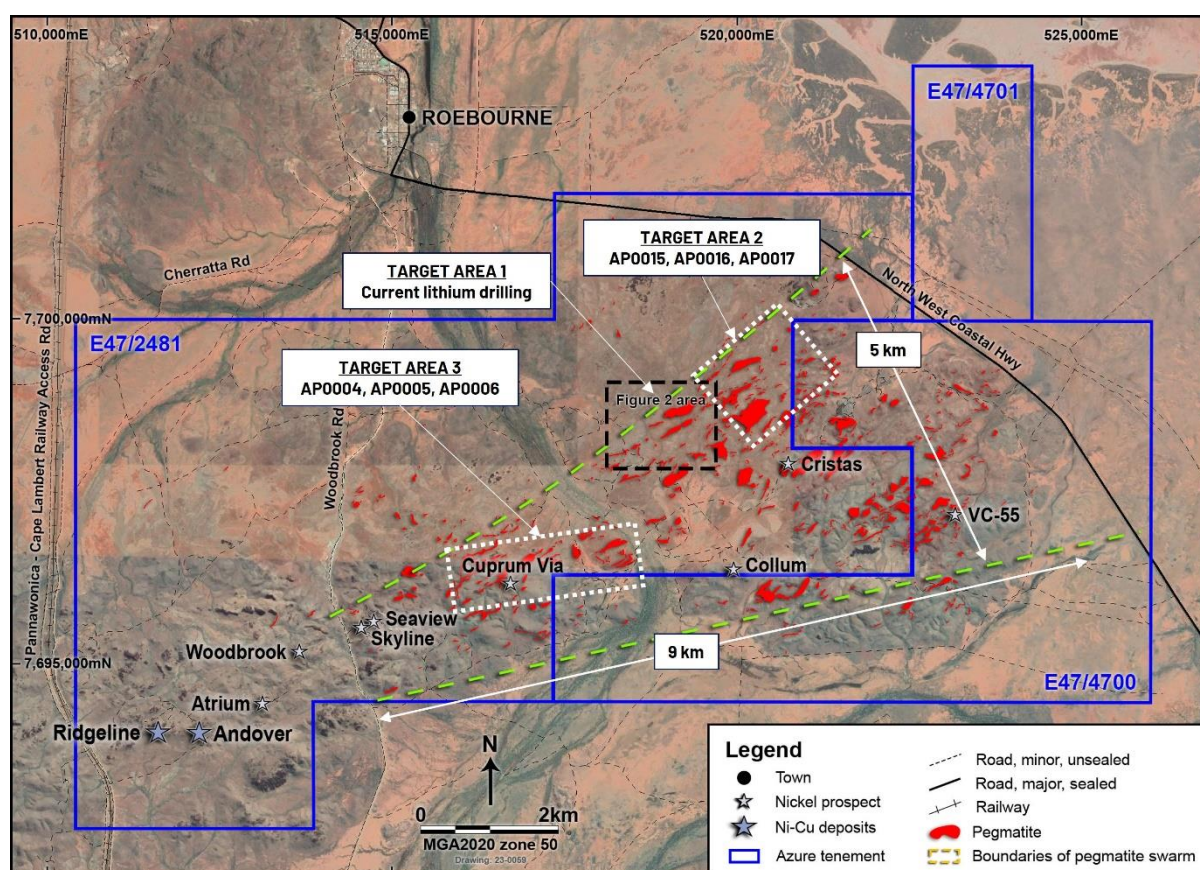 510,000mE
515,000mE
520,000mE
525,000mE
E47/4701
ROEBOURNE
TARGET AREA 2
AP0015, AP0016, AP0017
TARGET AREA 1
Current lithium drilling
Cherratta Rd
North West Coastal Hwy
7,700,000mN
E47/2481
5 km
TARGET AREA 3
AP0004, AP0005, AP0006
Figure 2 area
Pannawonica - Cape Lambert Railway Access Rd
Woodbrook Rd
Cristas
VC-55
Cuprum Via
Collum
Seaview
Skyline
Woodbrook
7,695,000mN
9 km
E47/4700
Atrium
Ridgeline
Andover
N
0 2km
MGA2020 zone 50
Drawing: 23-0059
Legend
Town
Nickel prospect
Ni-Cu deposits
Azure tenement
Road, minor, unsealed
Road, major, sealed
Railway
Pegmatite
Boundaries of pegmatite swarm